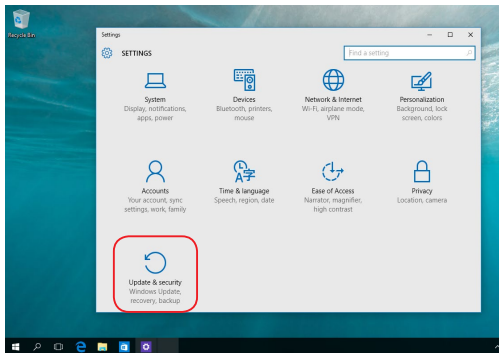 Recycle Bin
Settings
SETTINGS
Find a setting
System
Display, notifications,
apps, power
Devices
Bluetooth, printers,
mouse
Network & Internet
Wi-Fi, airplane mode,
VPN
Personalization
Background, lock
screen, colors
Accounts
Your account, sync
settings, work, family
Time & language
Speech, region, date
Ease of Access
Narrator, magnifier,
high contrast
Privacy
Location, camera
Update & security
Windows Update,
recovery, backup